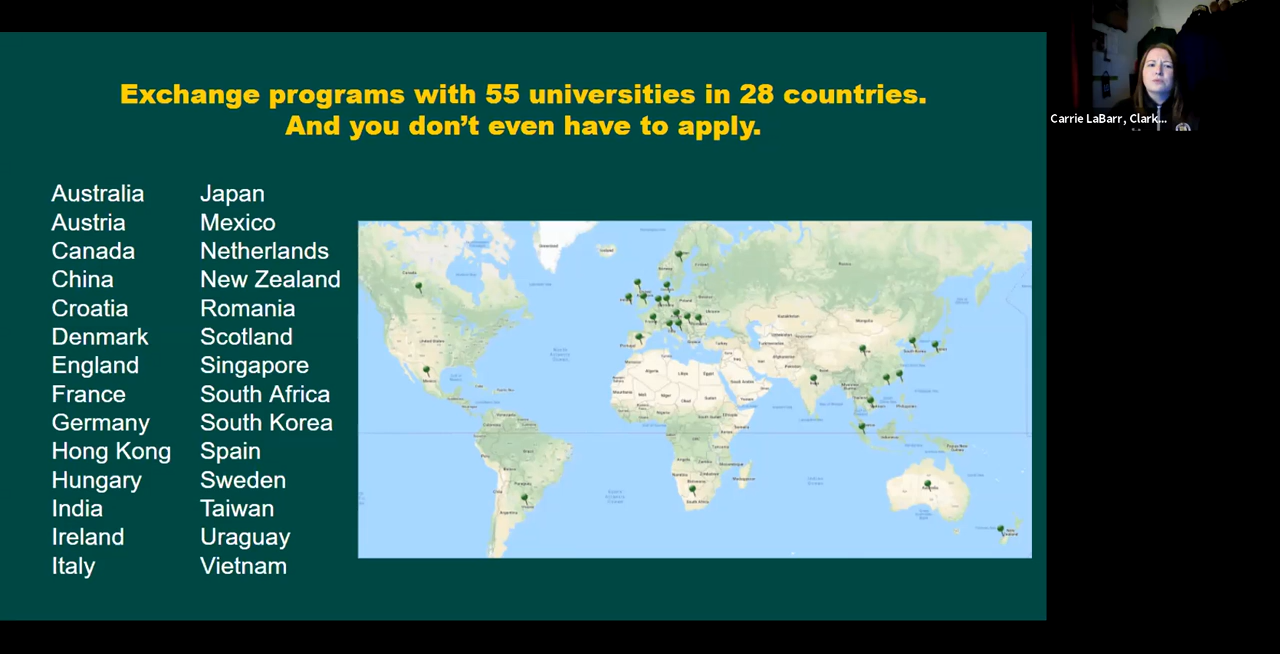 Exchange programs with 55 universities in 28 countries.
And you don't even have to apply.
Australia
Austria
Canada
China
Croatia
Denmark
England
France
Germany
Hong Kong
Hungary
India
Ireland
Italy
Japan
Mexico
Netherlands
New Zealand
Romania
Scotland
Singapore
South Africa
South Korea
Spain
Sweden
Taiwan
Uraguay
Vietnam
Carrie LaBarr, Clark...